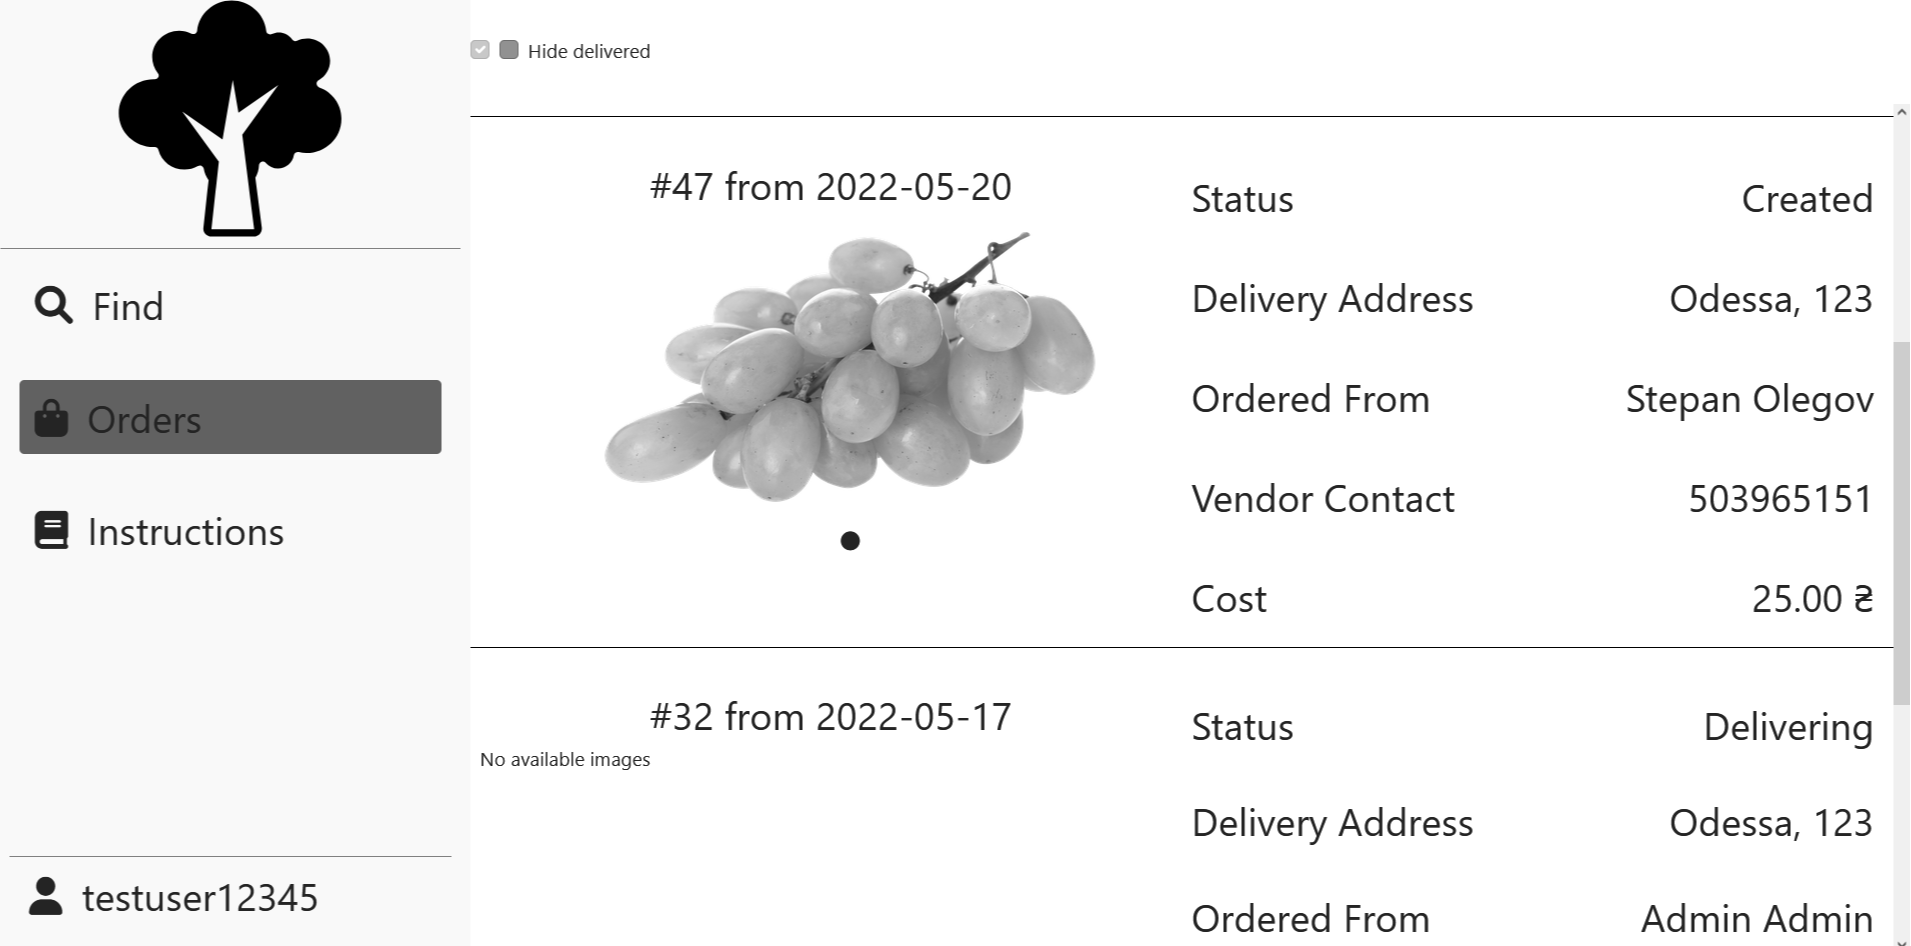 Find
Orders
Instructions
testuser12345
Hide delivered
#47 from 2022-05-20
Status Created
Delivery Address Odessa, 123
Ordered From Stepan Olegov
Vendor Contact 503965151
Cost 25.00 ₴
#32 from 2022-05-17
No available images
Status Delivering
Delivery Address Odessa, 123
Ordered From Admin Admin